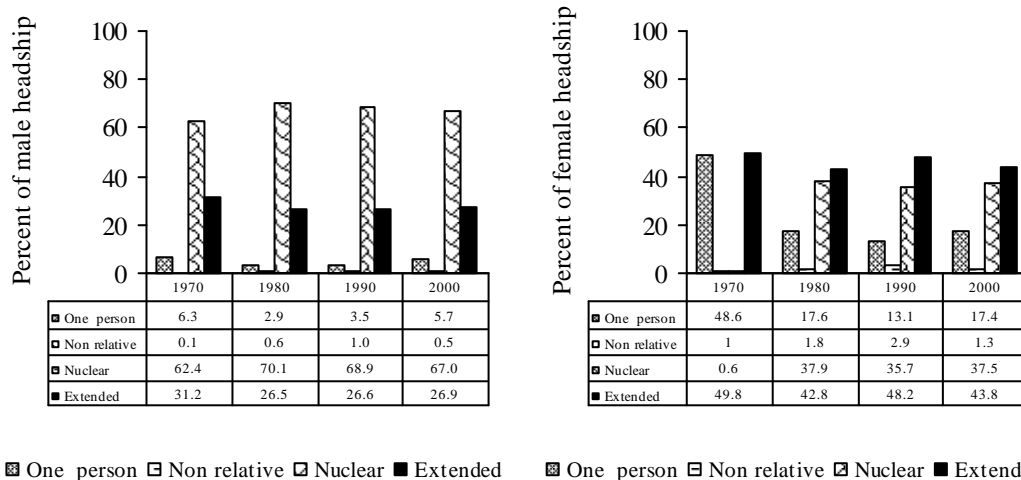 Percent of male headship
100
80
60
40
20
0
1970 1980 1990 2000
One person 6.3 2.9 3.5 5.7
Non relative 0.1 0.6 1.0 0.5
Nuclear 62.4 70.1 68.9 67.0
Extended 31.2 26.5 26.6 26.9
One person Non relative Nuclear Extended
Percent of female headship
100
80
60
40
20
0
1970 1980 1990 2000
One person 48.6 17.6 13.1 17.4
Non relative 1 1.8 2.9 1.3
Nuclear 0.6 37.9 35.7 37.5
Extended 49.8 42.8 48.2 43.8
One person Non relative Nuclear Extend